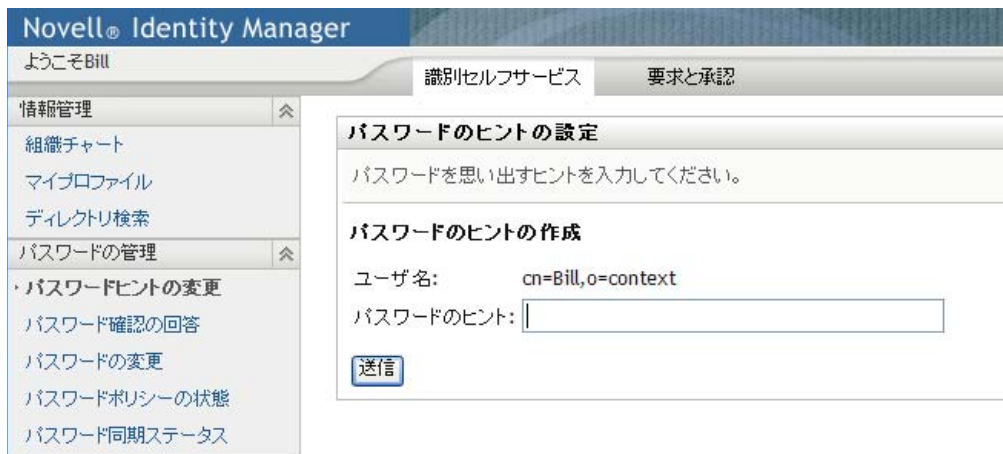 Novell® Identity Manager
ようこそBill
識別セルフサービス
要求と承認
情報管理
組織チャート
マイプロファイル
ディレクトリ検索
パスワードの管理
パスワードヒントの変更
パスワード確認の回答
パスワードの変更
パスワードポリシーの状態
パスワード同期ステータス
パスワードのヒントの設定
パスワードを思い出すヒントを入力してください。
パスワードのヒントの作成
ユーザ名: cn=Bill,o=context
パスワードのヒント:
送信